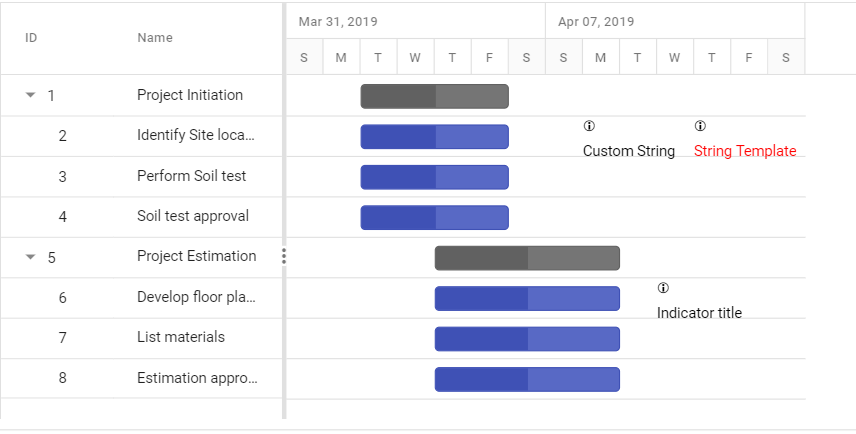 ID Name Mar 31, 2019 Apr 07, 2019
S M T W T F S S M T W T F S
1 Project Initiation
2 Identify Site loca...
Custom String String Template
3 Perform Soil test
4 Soil test approval
5 Project Estimation
6 Develop floor pla...
Indicator title
7 List materials
8 Estimation appro...